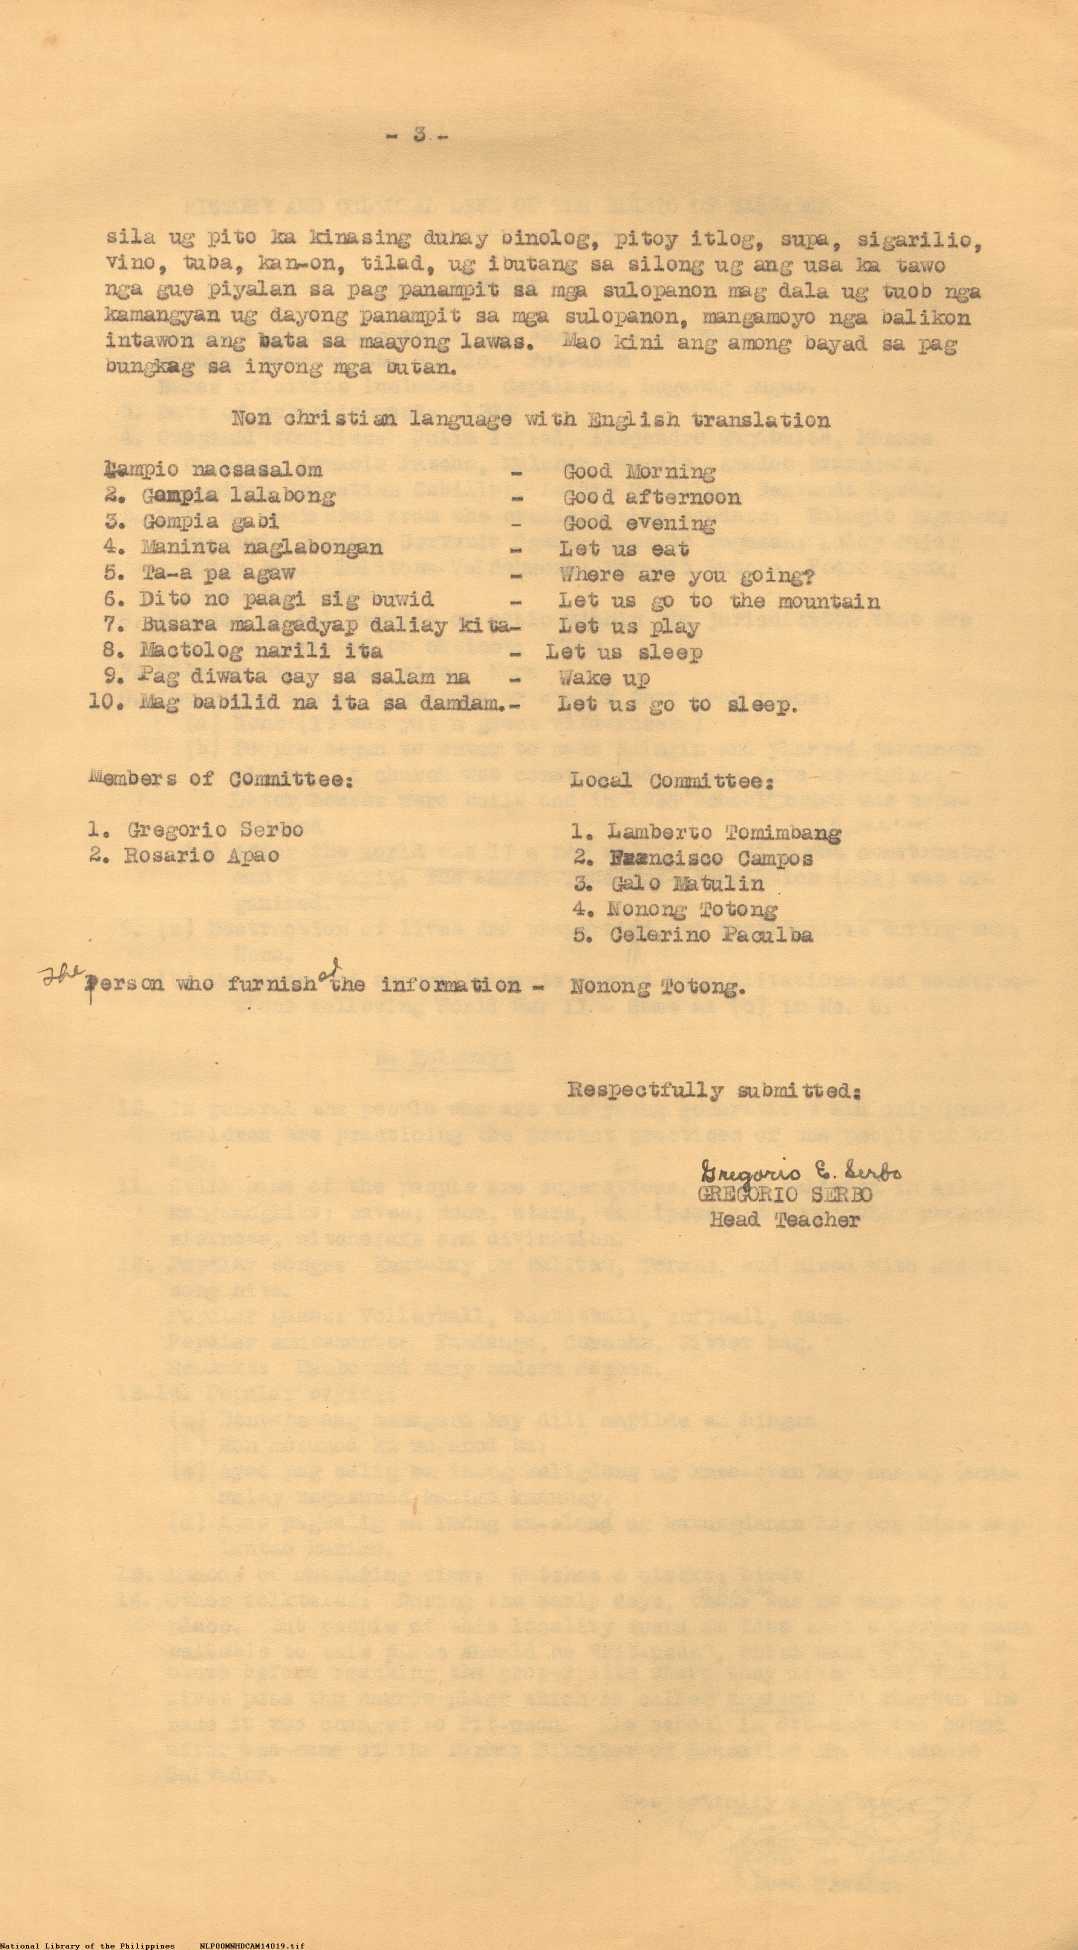 - 3 -
sila ug pito ka kinasing duhay binolog, pitoy itlog, supa, sigarilio,
vino, tuba, kan-on, tilad, ug ibutang sa silong ug ang usa ka tawo
nga gue piyalan sa pag panampit sa mga sulopanon mag dala ug tuob nga
kamangyan ug dayong panampit sa mga sulopanon, mangamoyo nga balikon
intawon ang bata sa maayong lawas. Mao kini ang among bayad sa pag
bungkag sa inyong mga butan.
Non christian language with English translation
Lampio nacsasalom - Good Morning
2. Gompia lalabong - Good afternoon
3. Gompia gabi - Good evening
4. Maninta naglabongan - Let us eat
5. Ta-a pa agaw - Where are you going?
6. Dito no paagi sig buwid - Let us go to the mountain
7. Busara malagadyap daliay kita- Let us play
8. Mactolog narili ita - Let us sleep
9. Pag diwata cay sa salam na - Wake up
10. Mag babilid na ita sa damdam.- Let us go to sleep.
Members of Committee: Local Committee:
1. Gregorio Serbo 1. Lamberto Tomimbang
2. Rosario Apao 2. Francisco Campos
3. Galo Matulin
4. Nonong Totong
5. Celerino Paculba
The person who furnished the information - Nonong Totong.
Respectfully submitted:
Gregorio E. Serbo
GREGORIO SERBO
Head Teacher
National Library of the Philippines NLP00MNHDCAM14019.tif